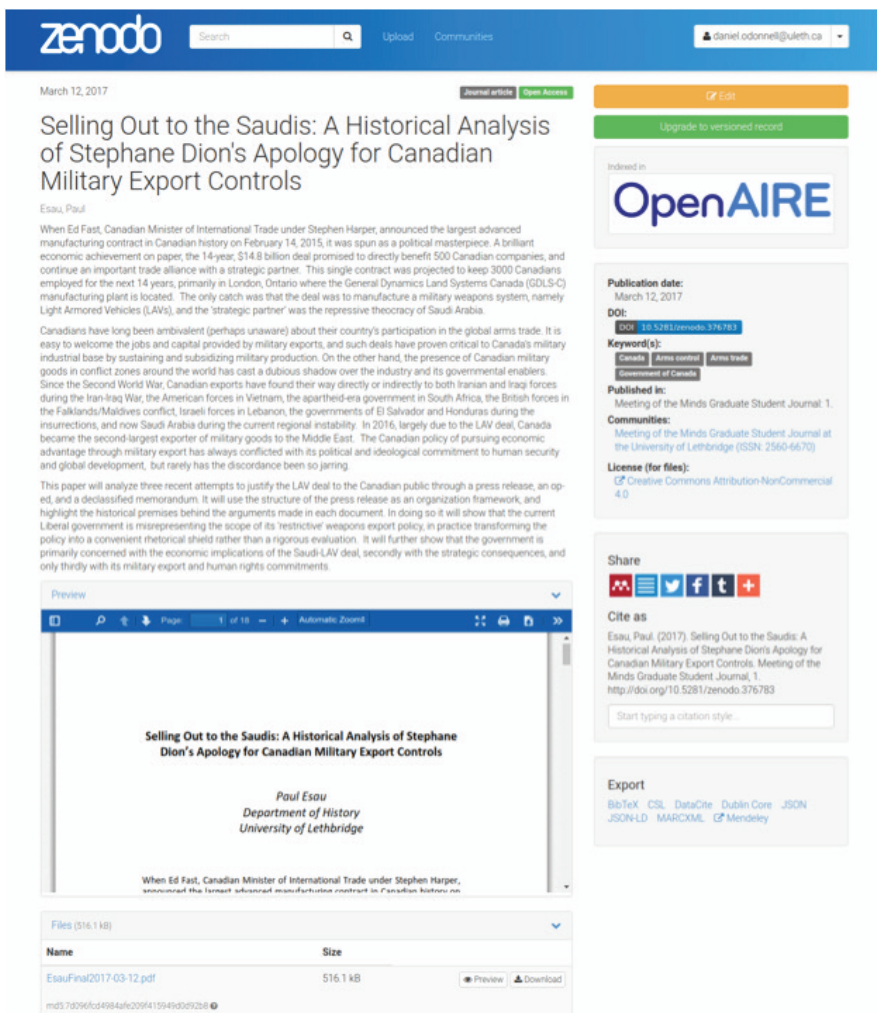 zenodo
Search
Upload
Communities
daniel.odonnell@uleth.ca
March 12, 2017
Journal article
Open Access
Selling Out to the Saudis: A Historical Analysis
of Stephane Dion's Apology for Canadian
Military Export Controls
Esau, Paul
When Ed Fast, Canadian Minister of International Trade under Stephen Harper, announced the largest advanced
manufacturing contract in Canadian history on February 14, 2015, it was spun as a political masterpiece. A brilliant
economic achievement on paper, the 14-year, $14.8 billion deal promised to directly benefit 500 Canadian companies, and
continue an important trade alliance with a strategic partner. This single contract was projected to keep 3000 Canadians
employed for the next 14 years, primarily in London, Ontario where the General Dynamics Land Systems Canada (GDLS-C)
manufacturing plant is located. The only catch was that the deal was to manufacture a military weapons system, namely
Light Armored Vehicles (LAVs), and the 'strategic partner' was the repressive theocracy of Saudi Arabia.
Canadians have long been ambivalent (perhaps unaware) about their country's participation in the global arms trade. It is
easy to welcome the jobs and capital provided by military exports, and such deals have proven critical to Canada's military
industrial base by sustaining and subsidizing military production. On the other hand, the presence of Canadian military
goods in conflict zones around the world has cast a dubious shadow over the industry and its governmental enablers.
Since the Second World War, Canadian exports have found their way directly or indirectly to both Iranian and Iraqi forces
during the Iran-Iraq War, the American forces in Vietnam, the apartheid-era government in South Africa, the British forces in
the Falklands/Maldives conflict, Israeli forces in Lebanon, the governments of El Salvador and Honduras during the
insurrections, and now Saudi Arabia during the current regional instability. In 2016, largely due to the LAV deal, Canada
became the second-largest exporter of military goods to the Middle East. The Canadian policy of pursuing economic
advantage through military export has always conflicted with its political and ideological commitment to human security
and global development, but rarely has the discordance been so jarring.
This paper will analyze three recent attempts to justify the LAV deal to the Canadian public through a press release, an op-
ed, and a declassified memorandum. It will use the structure of the press release as an organization framework, and
highlight the historical premises behind the arguments made in each document. In doing so it will show that the current
Liberal government is misrepresenting the scope of its 'restrictive' weapons export policy, in practice transforming the
policy into a convenient rhetorical shield rather than a rigorous evaluation. It will further show that the government is
primarily concerned with the economic implications of the Saudi-LAV deal, secondly with the strategic consequences, and
only thirdly with its military export and human rights commitments.
Preview
Page: 1 of 18
Automatic Zoom
Selling Out to the Saudis: A Historical Analysis of Stephane
Dion's Apology for Canadian Military Export Controls
Paul Esau
Department of History
University of Lethbridge
When Ed Fast, Canadian Minister of International Trade under Stephen Harper,
announced the largest advanced manufacturing contract in Canadian history on
Files (516.1 kB)
Name
Size
EsauFinal2017-03-12.pdf
516.1 kB
Preview
Download
md5:7d096fcd4984afe209f415949d0d92b8
Edit
Upgrade to versioned record
Indexed in
OpenAIRE
Publication date:
March 12, 2017
DOI:
DOI 10.5281/zenodo.376783
Keyword(s):
Canada Arms control Arms trade
Government of Canada
Published in:
Meeting of the Minds Graduate Student Journal: 1.
Communities:
Meeting of the Minds Graduate Student Journal at
the University of Lethbridge (ISSN: 2560-6670)
License (for files):
Creative Commons Attribution-NonCommercial
4.0
Share
Cite as
Esau, Paul. (2017). Selling Out to the Saudis: A
Historical Analysis of Stephane Dion's Apology for
Canadian Military Export Controls. Meeting of the
Minds Graduate Student Journal, 1.
http://doi.org/10.5281/zenodo.376783
Start typing a citation style...
Export
BibTeX CSL DataCite Dublin Core JSON
JSON-LD MARCXML Mendeley